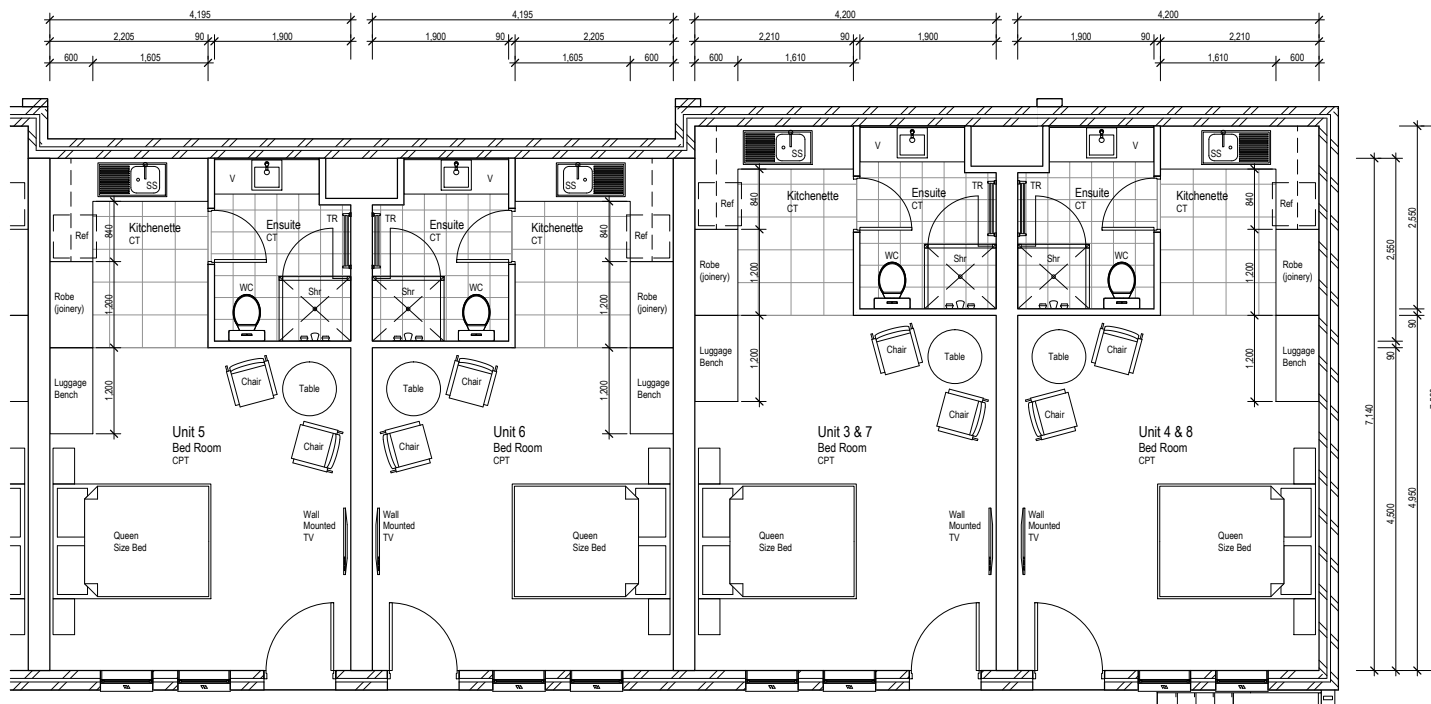 4,195
4,195
4,200
4,200
2,205
90
1,900
1,900
90
2,205
2,210
90
1,900
1,900
90
2,210
600
1,605
1,605
600
600
1,610
1,610
600
V
SS
Ref
840
Kitchenette
CT
Ensuite
CT
TR
Robe
(joinery)
1,200
WC
Shr
Luggage
Bench
1,200
Chair
Table
Chair
Unit 5
Bed Room
CPT
Queen
Size Bed
Wall
Mounted
TV
V
SS
TR
Ensuite
CT
Kitchenette
CT
840
Ref
Shr
WC
1,200
Robe
(joinery)
Table
Chair
1,200
Luggage
Bench
Chair
Unit 6
Bed Room
CPT
Wall
Mounted
TV
Queen
Size Bed
SS
V
Ref
840
Kitchenette
CT
Ensuite
CT
TR
Robe
(joinery)
1,200
WC
Shr
Luggage
Bench
1,200
Chair
Table
Chair
Unit 3 & 7
Bed Room
CPT
Queen
Size Bed
Wall
Mounted
TV
V
SS
TR
Ensuite
CT
Kitchenette
CT
840
Ref
Shr
WC
1,200
Robe
(joinery)
Table
Chair
1,200
Luggage
Bench
Chair
Unit 4 & 8
Bed Room
CPT
Wall
Mounted
TV
Queen
Size Bed
7,140
2,550
90
4,500
2,550
90
4,950